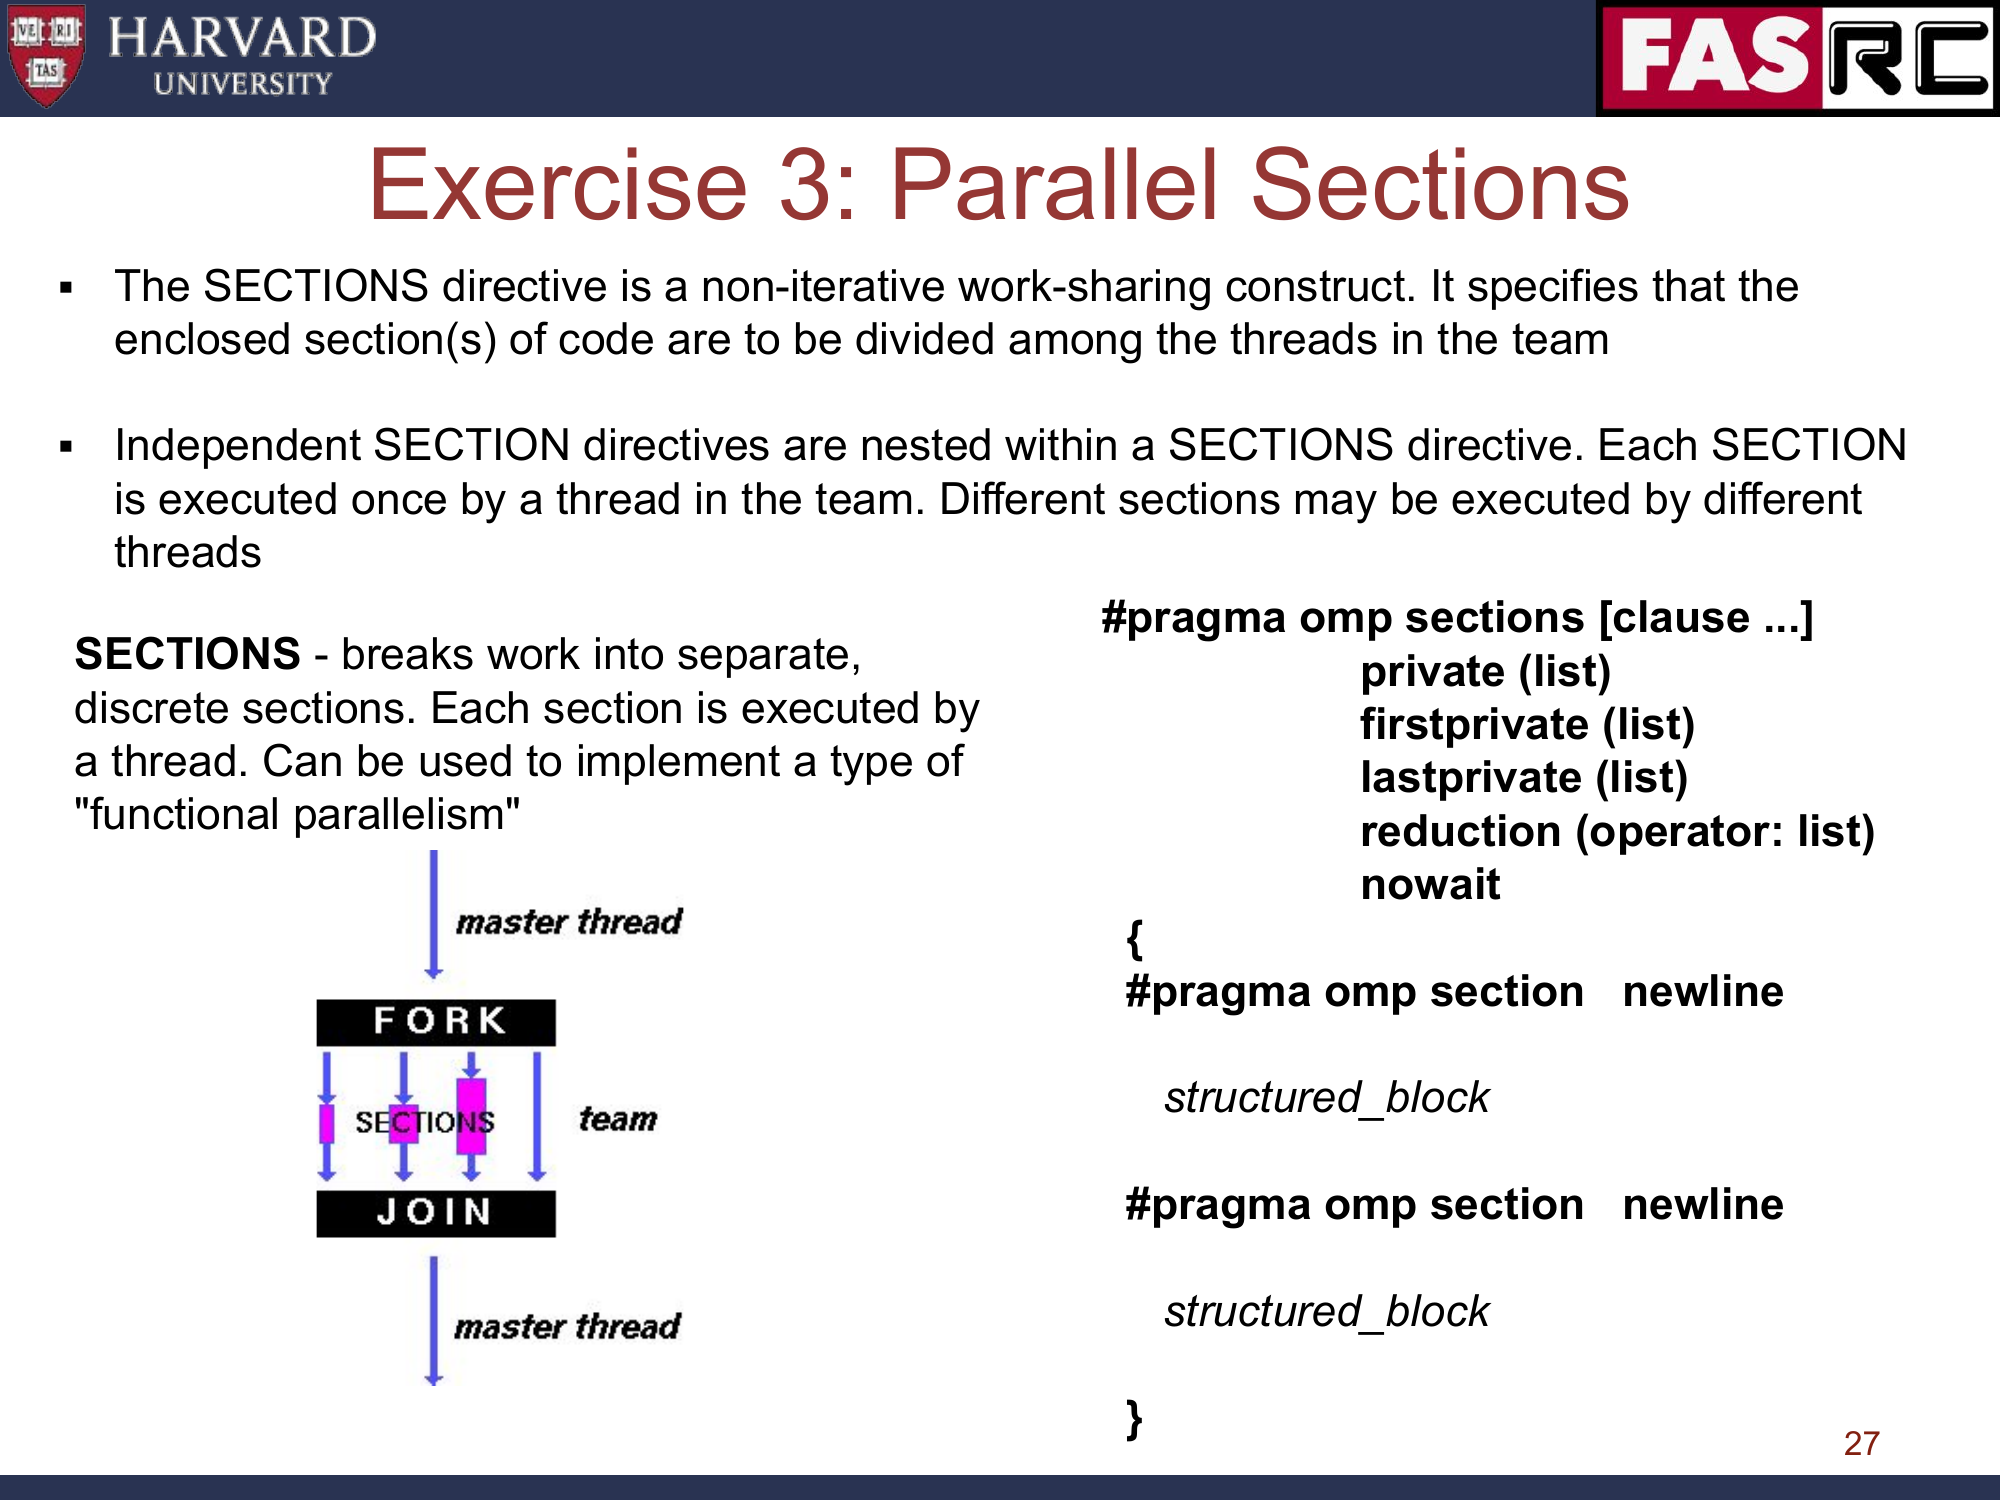 VE RI
TAS
HARVARD
UNIVERSITY
FAS RC
Exercise 3: Parallel Sections
▪ The SECTIONS directive is a non-iterative work-sharing construct. It specifies that the
enclosed section(s) of code are to be divided among the threads in the team
▪ Independent SECTION directives are nested within a SECTIONS directive. Each SECTION
is executed once by a thread in the team. Different sections may be executed by different
threads
SECTIONS - breaks work into separate,
discrete sections. Each section is executed by
a thread. Can be used to implement a type of
"functional parallelism"
master thread
FORK
SECTIONS
team
JOIN
master thread
#pragma omp sections [clause ...]
private (list)
firstprivate (list)
lastprivate (list)
reduction (operator: list)
nowait
{
#pragma omp section newline
structured_block
#pragma omp section newline
structured_block
}
27